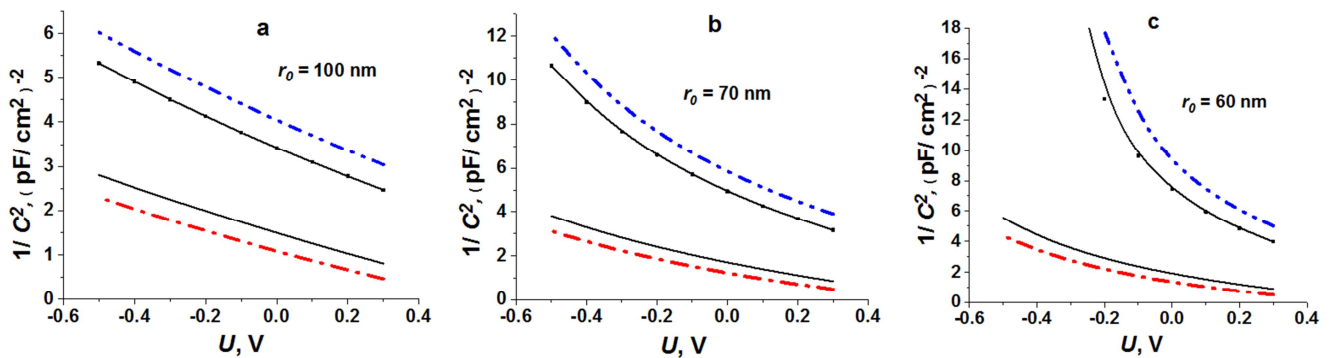 a
r0 = 100 nm
1/ C², ( pF/ cm²)⁻²
6
5
4
3
2
1
0
-0.6 -0.4 -0.2 0.0 0.2 0.4
U, V
b
r0 = 70 nm
1/ C², ( pF/ cm²)⁻²
12
10
8
6
4
2
0
-0.6 -0.4 -0.2 0.0 0.2 0.4
U, V
c
r0 = 60 nm
1/ C², ( pF/ cm²)⁻²
18
16
14
12
10
8
6
4
2
0
-0.6 -0.4 -0.2 0.0 0.2 0.4
U, V